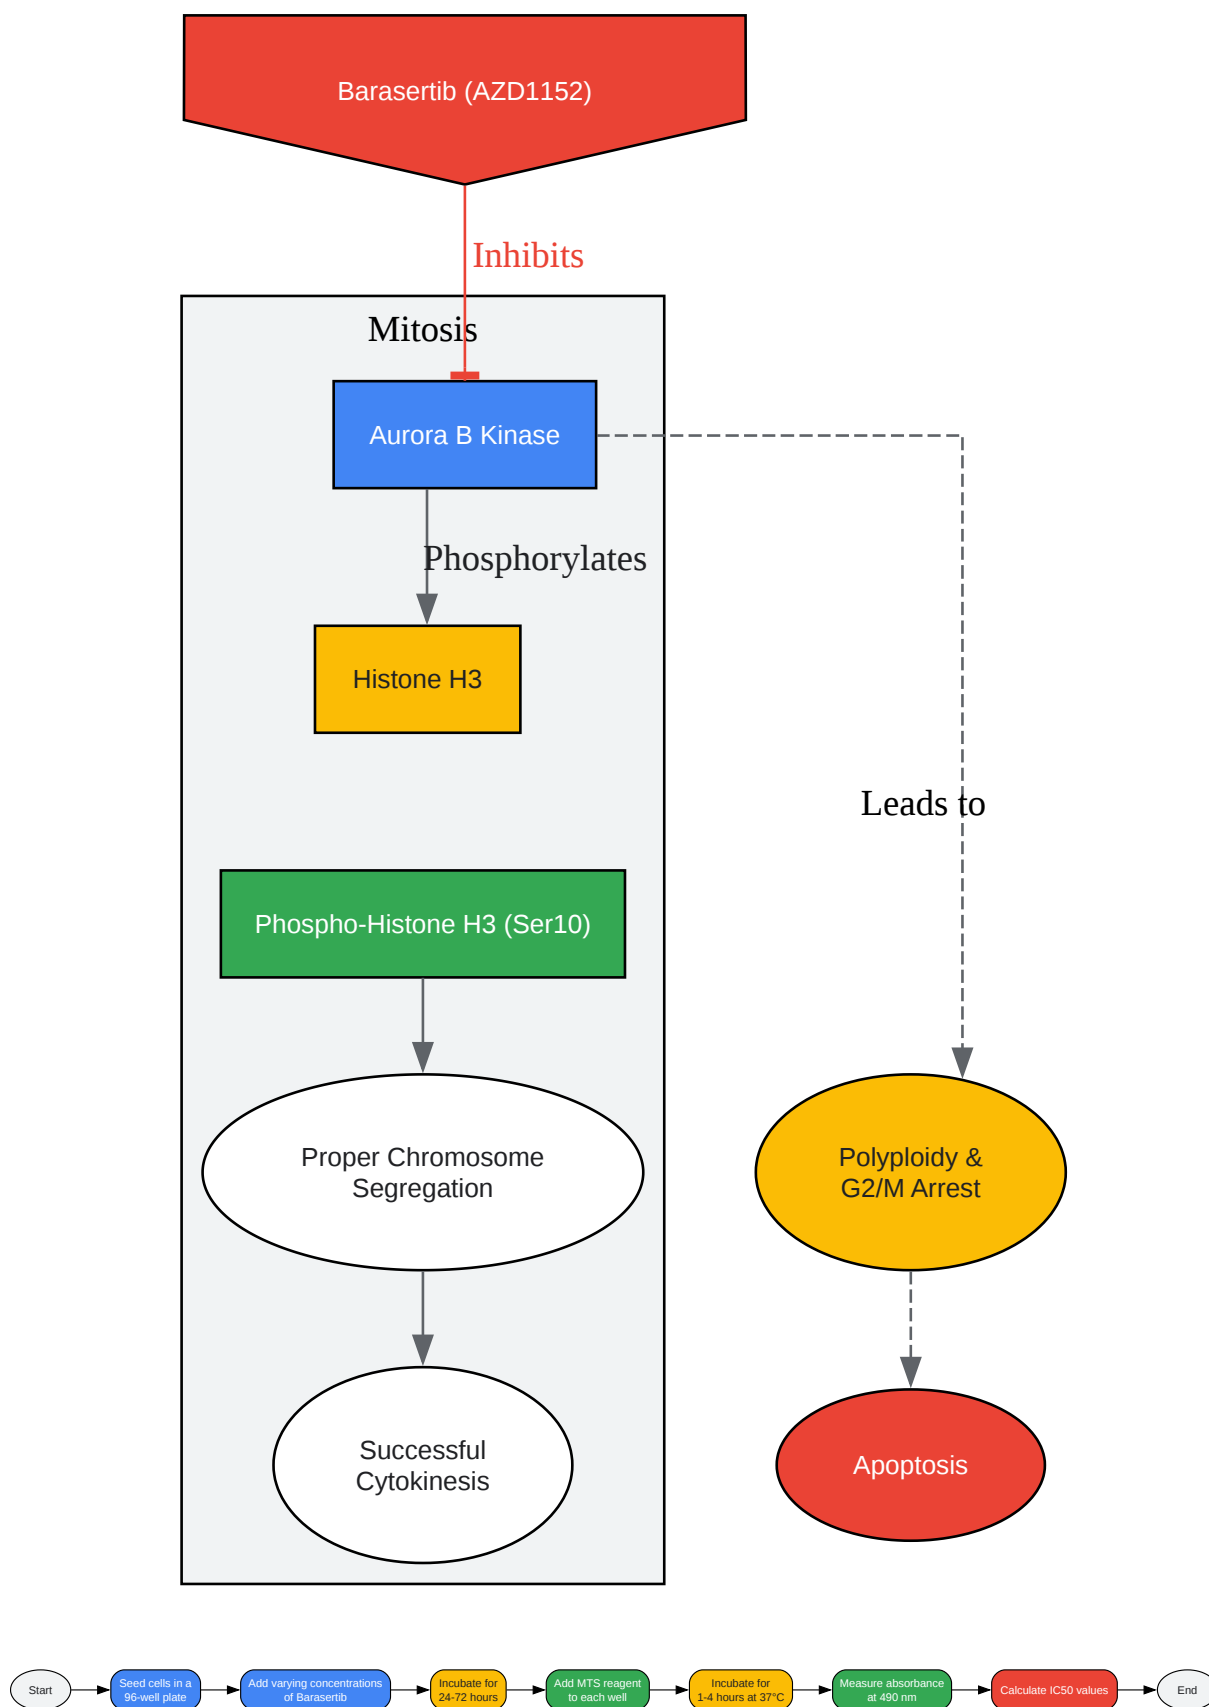 Barasertib (AZD1152)
Inhibits
Mitosis
Aurora B Kinase
Phosphorylates
Histone H3
Leads to
Phospho-Histone H3 (Ser10)
Proper Chromosome
Segregation
Polyploidy &
G2/M Arrest
Successful
Cytokinesis
Apoptosis
Start
Seed cells in a
96-well plate
Add varying concentrations
of Barasertib
Incubate for
24-72 hours
Add MTS reagent
to each well
Incubate for
1-4 hours at 37°C
Measure absorbance
at 490 nm
Calculate IC50 values
End